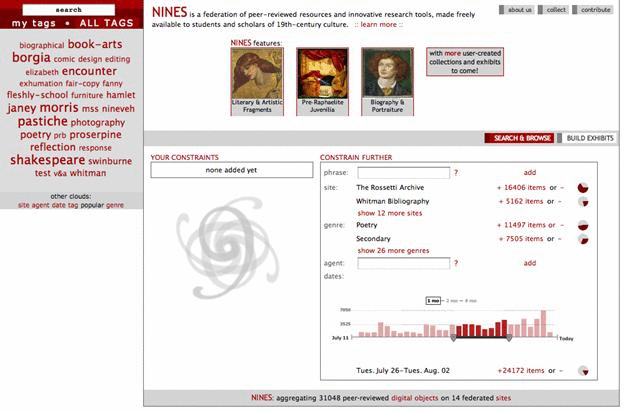 search
my tags • ALL TAGS
biographical book-arts
borgia comic design editing
elizabeth encounter
exhumation fair-copy fanny
fleshly-school furniture hamlet
janey morris mss nineveh
pastiche photography
poetry prb proserpine
reflection response
shakespeare swinburne
test v&a whitman
other clouds:
site agent date tag popular genre
NINES is a federation of peer-reviewed resources and innovative research tools, made freely
available to students and scholars of 19th-century culture. :: learn more ::
about us
collect
contribute
NINES features:
Literary & Artistic
Fragments
Pre-Raphaelite
Juvenilia
Biography &
Portraiture
with more user-created
collections and exhibits
to come!
SEARCH & BROWSE
BUILD EXHIBITS
YOUR CONSTRAINTS
none added yet
CONSTRAIN FURTHER
phrase: ? add
site: The Rossetti Archive + 16406 items or –
Whitman Bibliography + 5162 items or –
show 12 more sites
genre: Poetry + 11497 items or –
Secondary + 7505 items or –
show 26 more genres
agent: ? add
dates:
1 mo – 2 mo – 6 mo
7050
3525
July 11
Today
Tues. July 26–Tues. Aug. 02 +24172 items or –
NINES: aggregating 31048 peer-reviewed digital objects on 14 federated sites